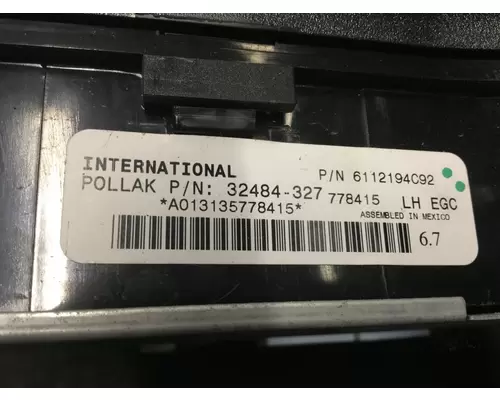 INTERNATIONAL P/N 6112194C92
POLLAK P/N: 32484-327 778415 LH EGC
*A013135778415* ASSEMBLED IN MEXICO
6.7